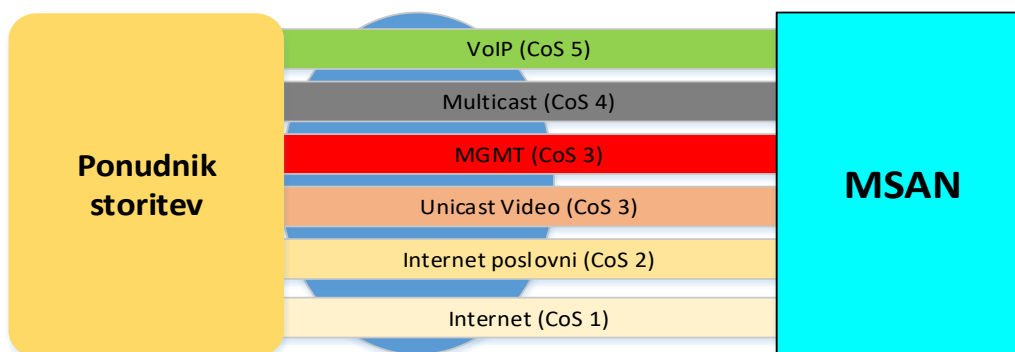 Ponudnik
storitev
VoIP (CoS 5)
Multicast (CoS 4)
MGMT (CoS 3)
Unicast Video (CoS 3)
Internet poslovni (CoS 2)
Internet (CoS 1)
MSAN